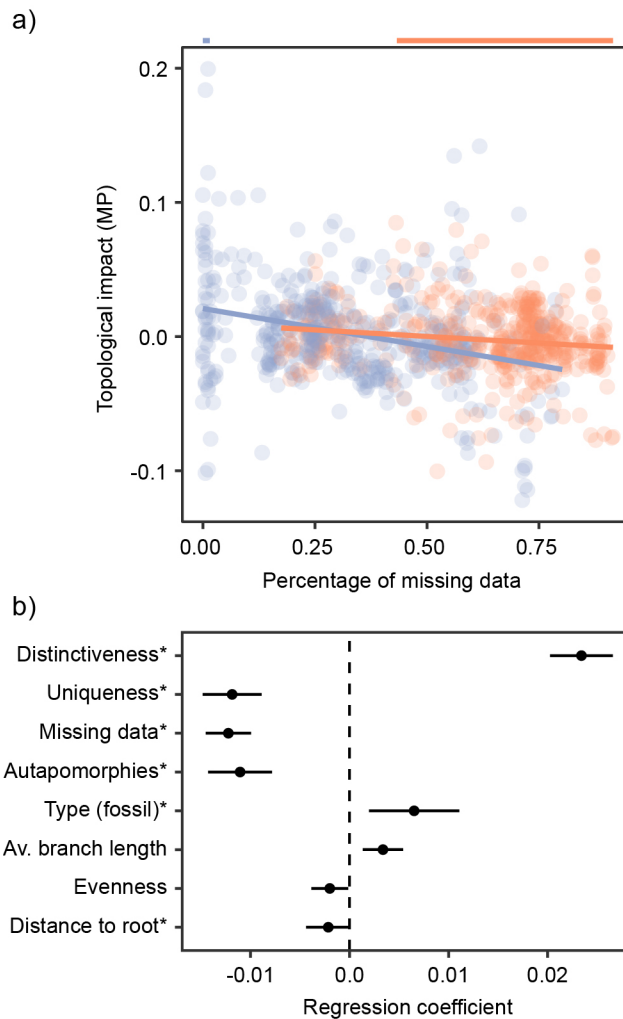 a)
0.2
0.1
0.0
-0.1
Topological impact (MP)
0.00 0.25 0.50 0.75
Percentage of missing data
b)
Distinctiveness*
Uniqueness*
Missing data*
Autapomorphies*
Type (fossil)*
Av. branch length
Evenness
Distance to root*
-0.01 0.0 0.01 0.02
Regression coefficient